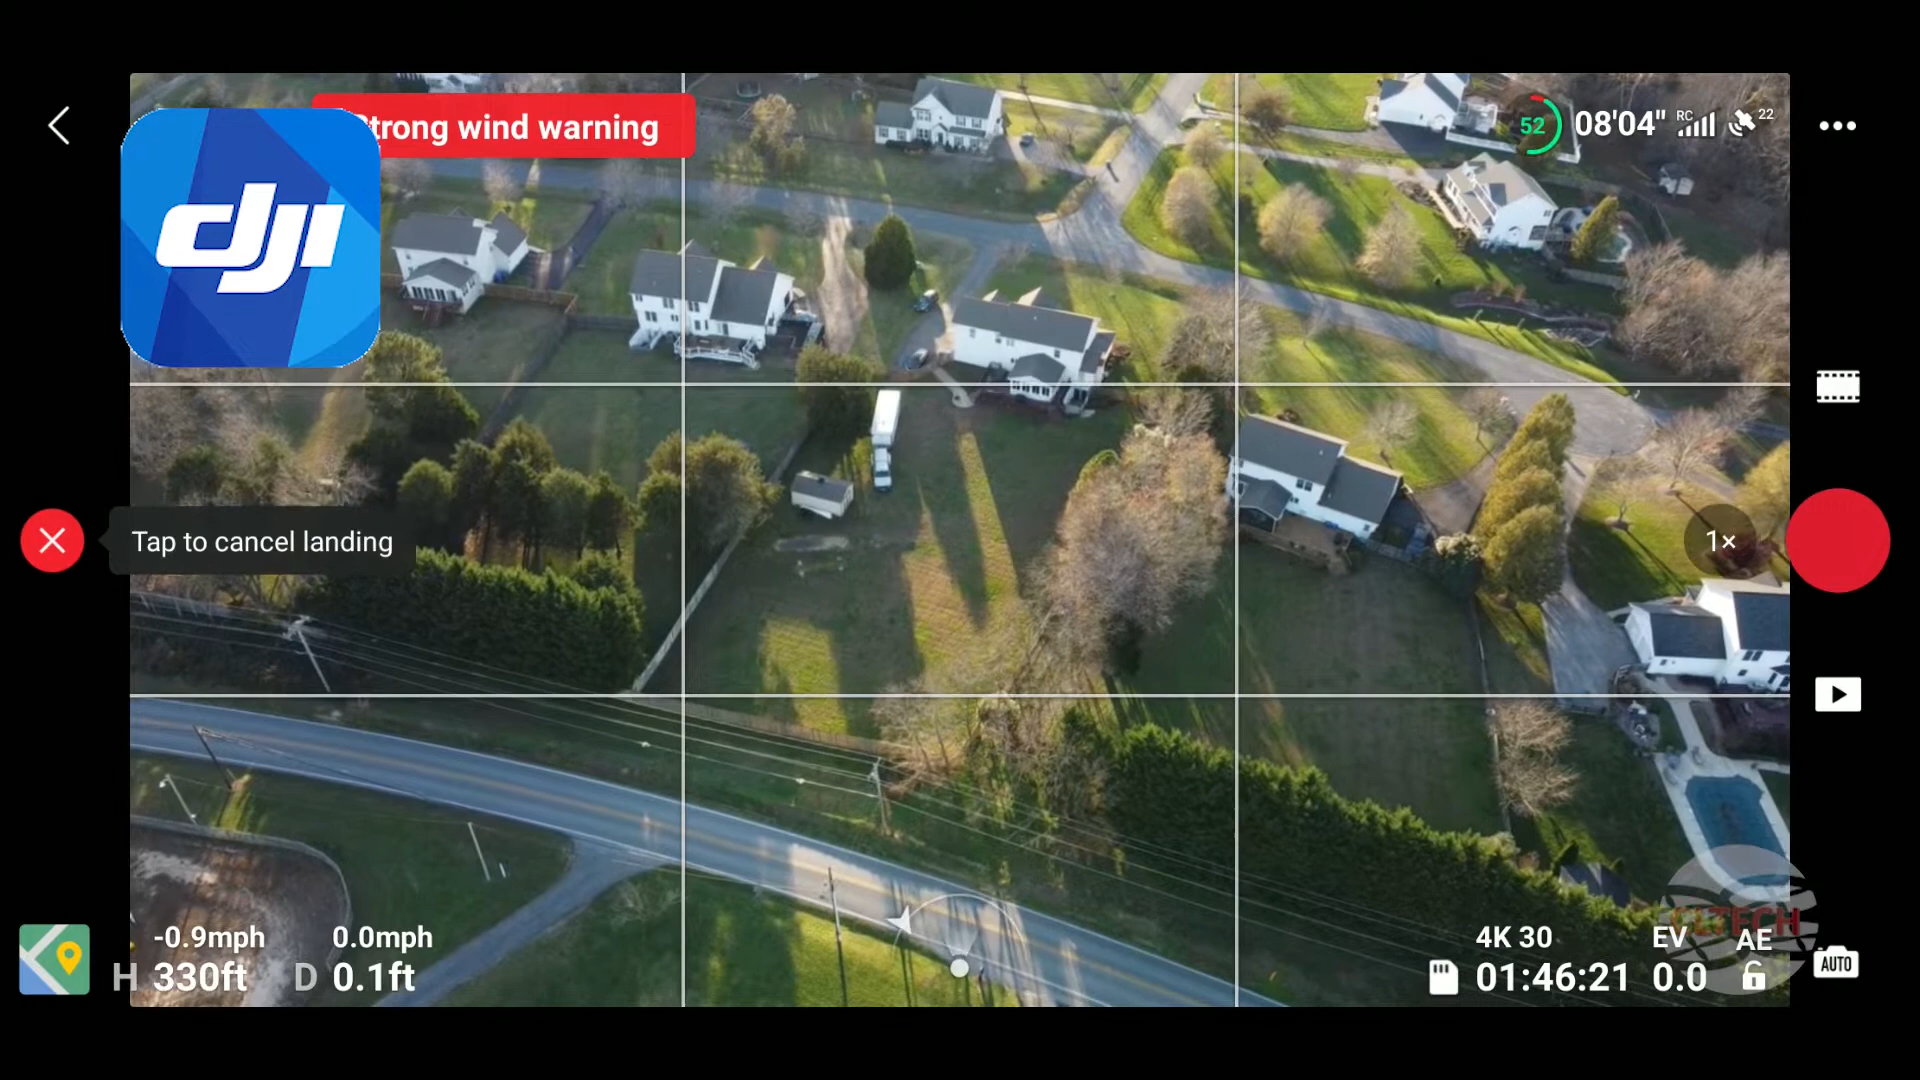 trong wind warning
52
08'04"
RC
22
dji
Tap to cancel landing
1×
-0.9mph
0.0mph
H 330ft
D 0.1ft
4K 30
EV
AE
01:46:21
0.0
AUTO